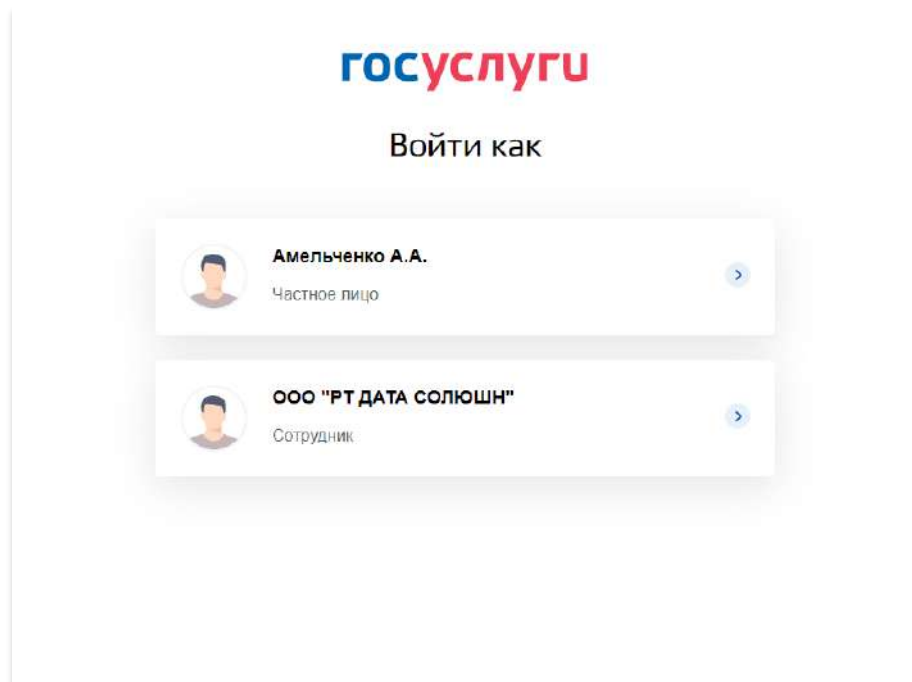 госуслуги
Войти как
Амельченко А.А.
Частное лицо
ООО "РТ ДАТА СОЛЮШН"
Сотрудник